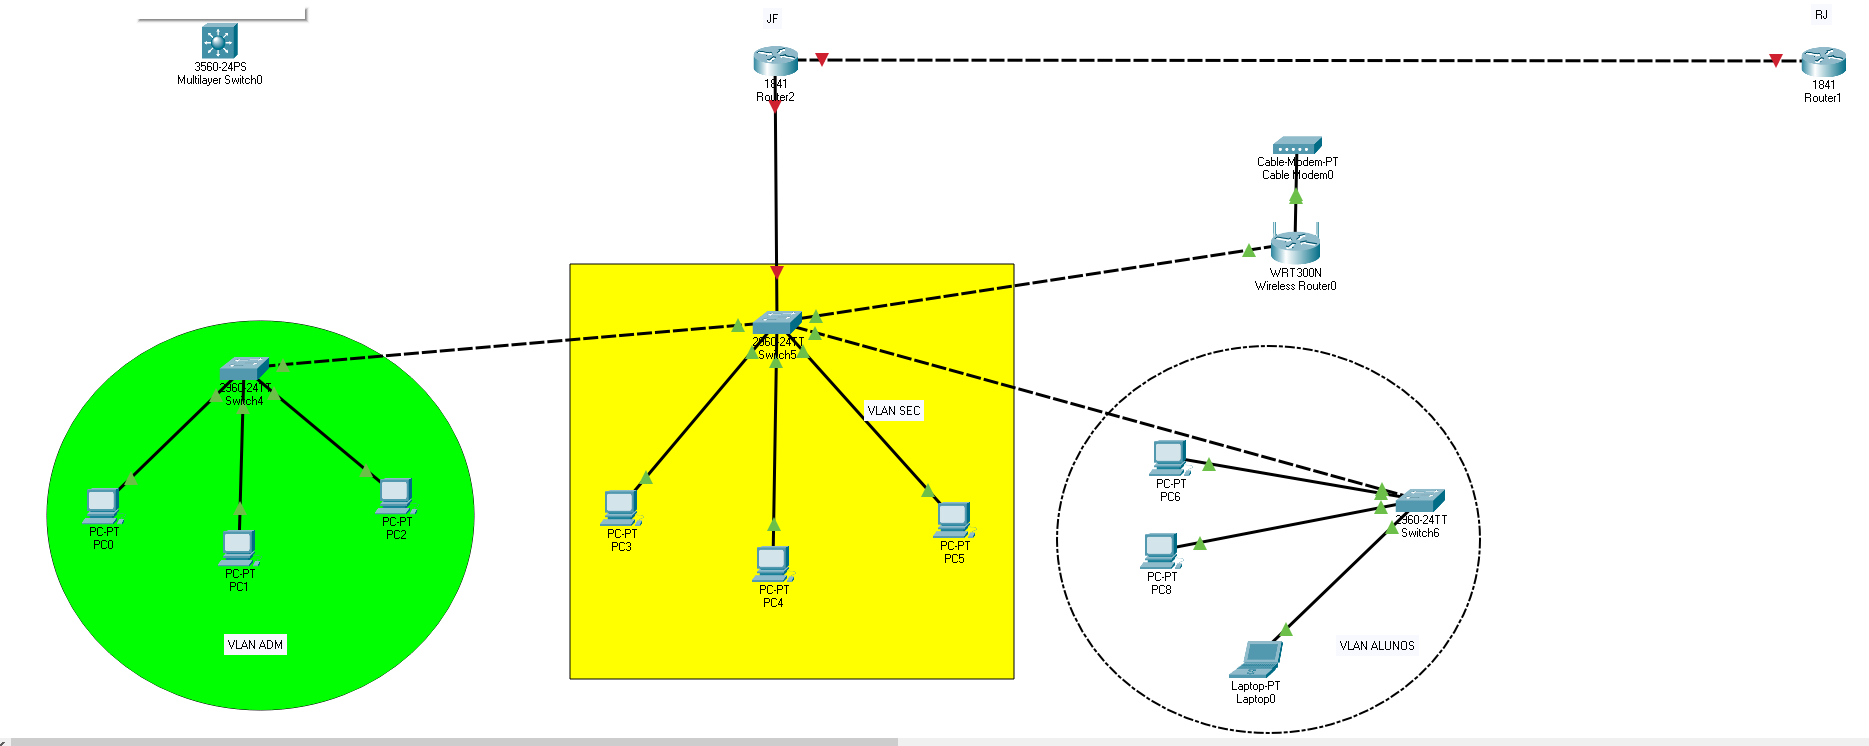 JF
RJ
3560-24PS
Multilayer Switch0
1841
Router2
1841
Router1
Cable-Modem-PT
Cable Modem0
WRT300N
Wireless Router0
2960-24TT
Switch5
2960-24TT
Switch4
VLAN SEC
PC-PT
PC6
2960-24TT
Switch6
PC-PT
PC0
PC-PT
PC2
PC-PT
PC3
PC-PT
PC5
PC-PT
PC1
PC-PT
PC8
PC-PT
PC4
VLAN ADM
VLAN ALUNOS
Laptop-PT
Laptop0